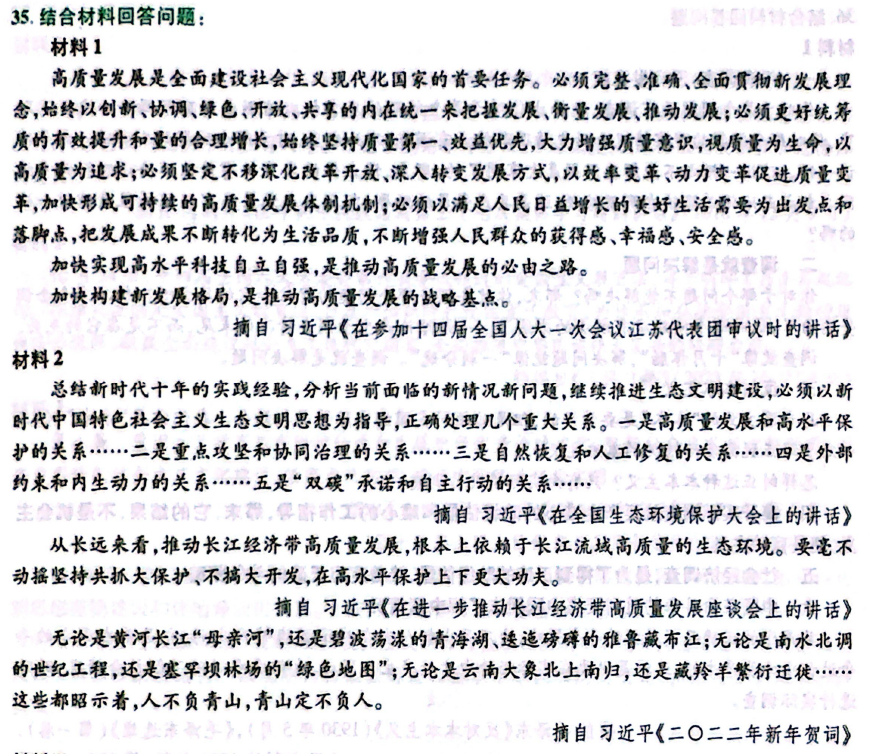 35. 结合材料回答问题：
材料1
高质量发展是全面建设社会主义现代化国家的首要任务。必须完整、准确、全面贯彻新发展理
念，始终以创新、协调、绿色、开放、共享的内在统一来把握发展、衡量发展、推动发展；必须更好统筹
质的有效提升和量的合理增长，始终坚持质量第一、效益优先，大力增强质量意识，视质量为生命，以
高质量为追求；必须坚定不移深化改革开放、深入转变发展方式，以效率变革、动力变革促进质量变
革，加快形成可持续的高质量发展体制机制；必须以满足人民日益增长的美好生活需要为出发点和
落脚点，把发展成果不断转化为生活品质，不断增强人民群众的获得感、幸福感、安全感。
加快实现高水平科技自立自强，是推动高质量发展的必由之路。
加快构建新发展格局，是推动高质量发展的战略基点。
摘自 习近平《在参加十四届全国人大一次会议江苏代表团审议时的讲话》
材料2
总结新时代十年的实践经验，分析当前面临的新情况新问题，继续推进生态文明建设，必须以新
时代中国特色社会主义生态文明思想为指导，正确处理几个重大关系。一是高质量发展和高水平保
护的关系……二是重点攻坚和协同治理的关系……三是自然恢复和人工修复的关系……四是外部
约束和内生动力的关系……五是“双碳”承诺和自主行动的关系……
摘自 习近平《在全国生态环境保护大会上的讲话》
从长远来看，推动长江经济带高质量发展，根本上依赖于长江流域高质量的生态环境。要毫不
动摇坚持共抓大保护、不搞大开发，在高水平保护上下更大功夫。
摘自 习近平《在进一步推动长江经济带高质量发展座谈会上的讲话》
无论是黄河长江“母亲河”，还是碧波荡漾的青海湖、逶迤磅礴的雅鲁藏布江；无论是南水北调
的世纪工程，还是塞罕坝林场的“绿色地图”；无论是云南大象北上南归，还是藏羚羊繁衍迁徙……
这些都昭示着，人不负青山，青山定不负人。
摘自 习近平《二〇二二年新年贺词》